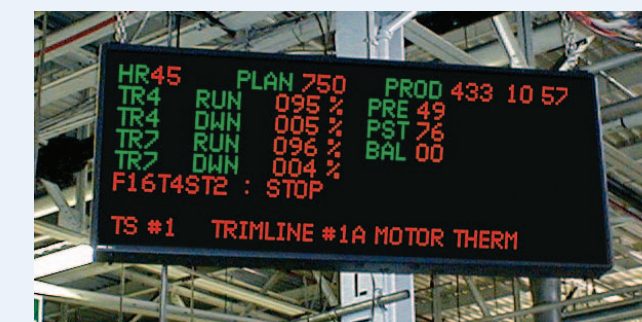 HR45 PLAN 750 PROD 433 10 57
TR4 RUN 095 % PRE 49
TR4 DWN 005 % PST 76
TR7 RUN 096 % BAL 00
TR7 DWN 004 %
F16T4ST2 : STOP
TS #1 TRIMLINE #1A MOTOR THERM